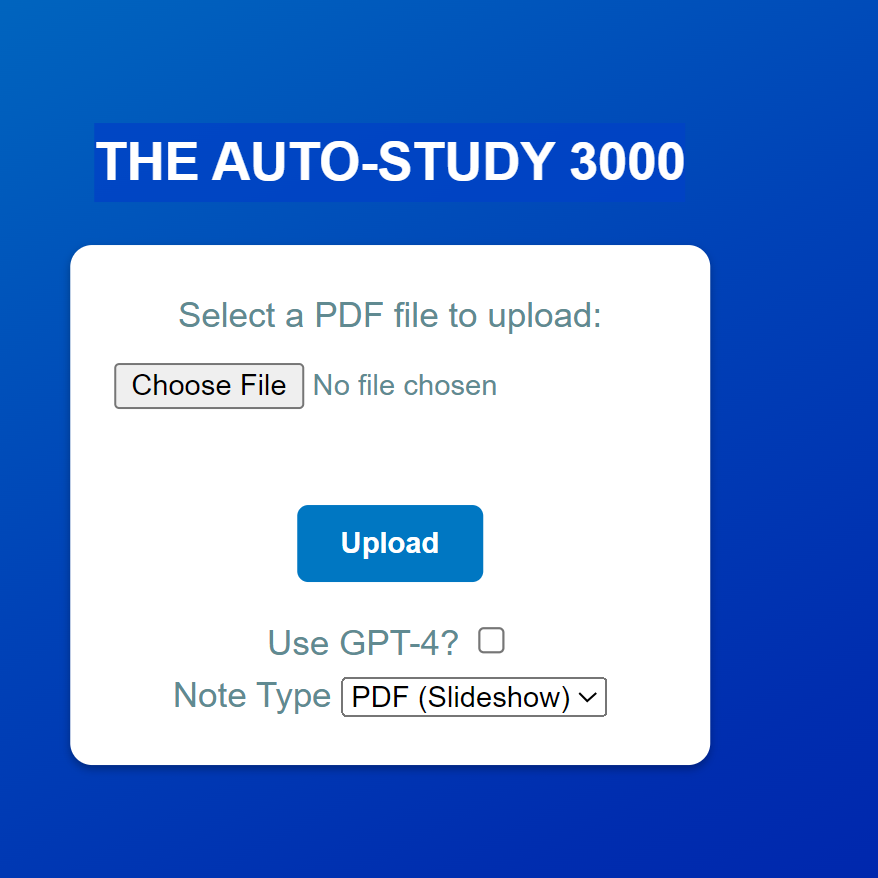 THE AUTO-STUDY 3000
Select a PDF file to upload:
Choose File No file chosen
Upload
Use GPT-4?
Note Type PDF (Slideshow)